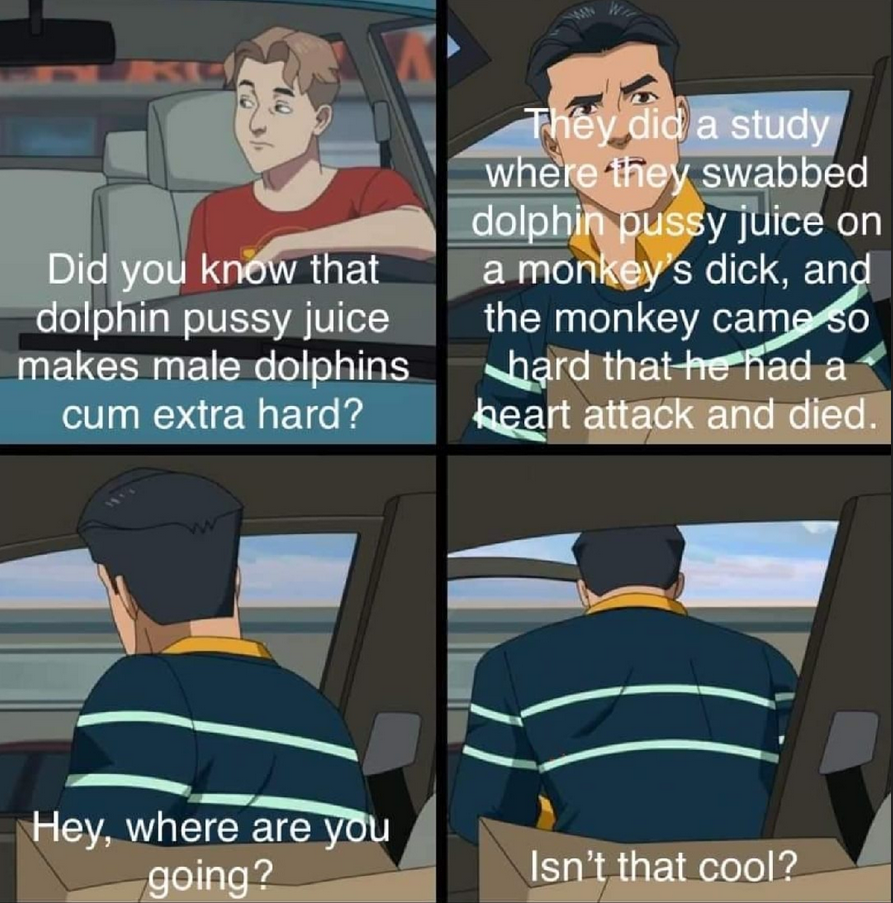 Did you know that
dolphin pussy juice
makes male dolphins
cum extra hard?
They did a study
where they swabbed
dolphin pussy juice on
a monkey's dick, and
the monkey came so
hard that he had a
heart attack and died.
Hey, where are you
going?
Isn't that cool?